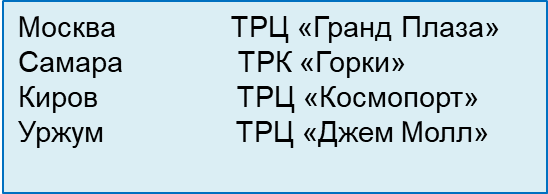 Москва ТРЦ «Гранд Плаза»
Самара ТРК «Горки»
Киров ТРЦ «Космопорт»
Уржум ТРЦ «Джем Молл»